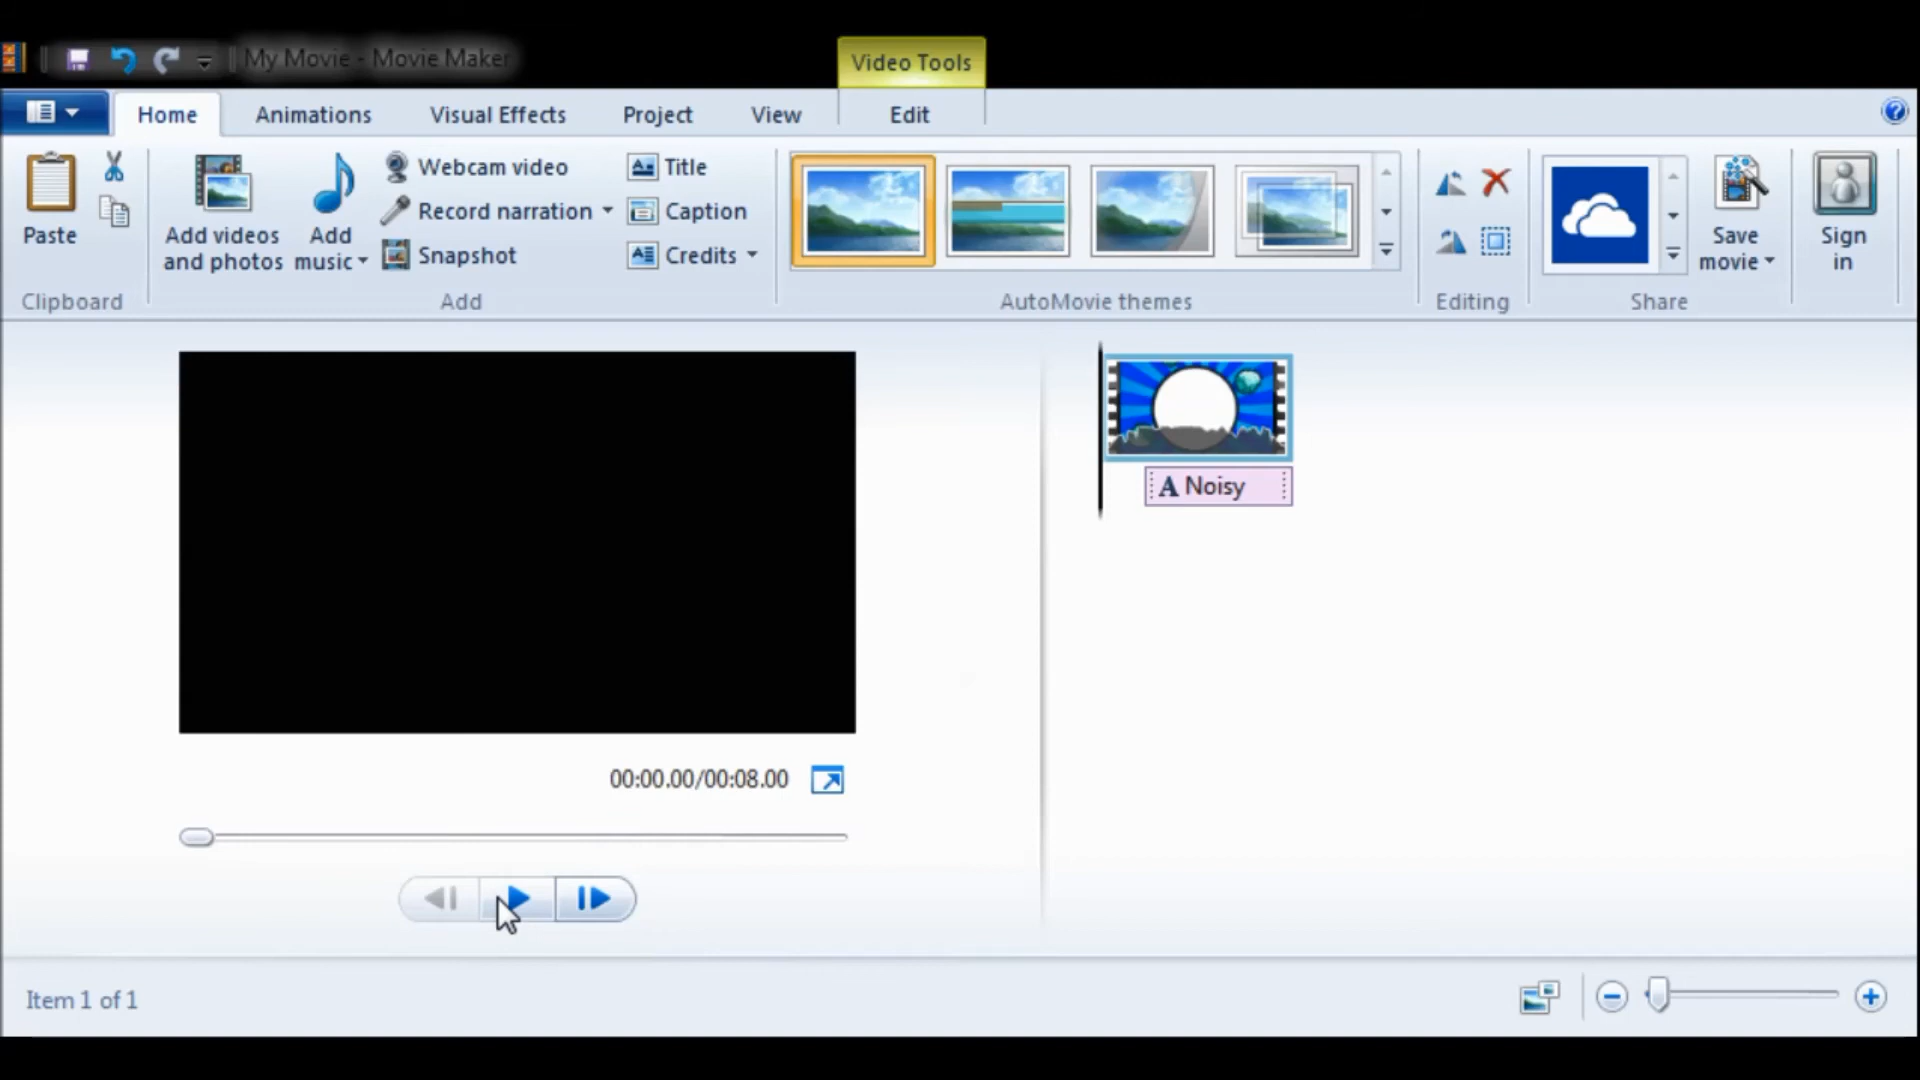 My Movie - Movie Maker
Video Tools
Home
Animations
Visual Effects
Project
View
Edit
Paste
Clipboard
Add videos
and photos
Add
music
Webcam video
Record narration
Snapshot
Title
Caption
Credits
Add
AutoMovie themes
Editing
Share
Save
movie
Sign
in
A Noisy
00:00.00/00:08.00
Item 1 of 1